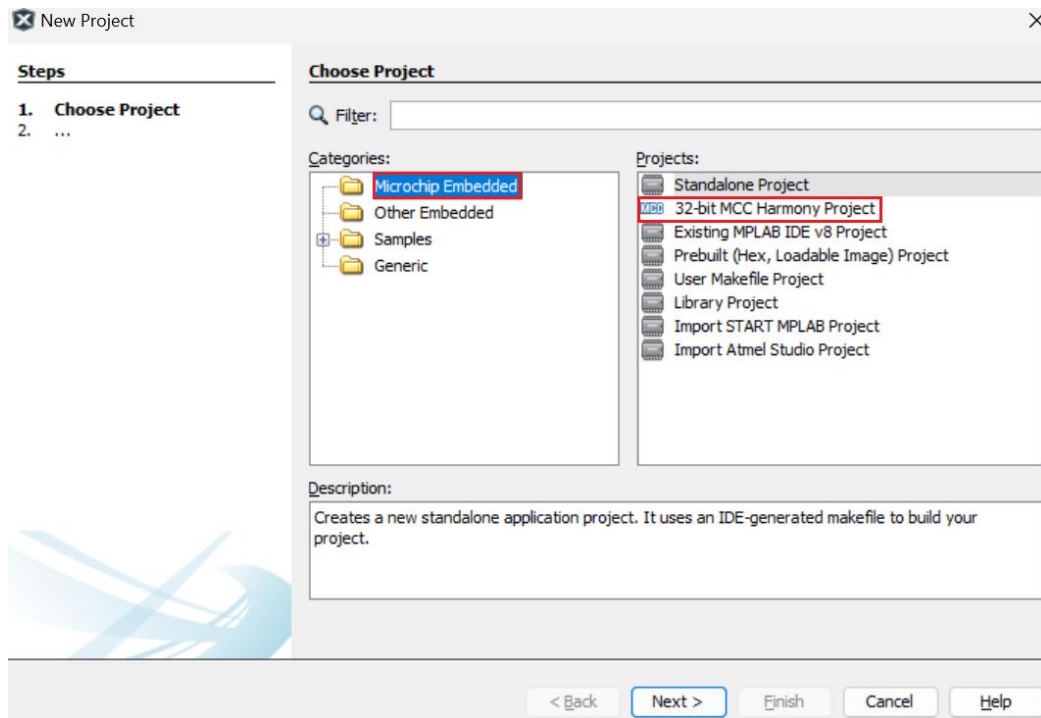 New Project
Steps
1. Choose Project
2. ...
Choose Project
Filter:
Categories:
Microchip Embedded
Other Embedded
Samples
Generic
Projects:
Standalone Project
MCC 32-bit MCC Harmony Project
Existing MPLAB IDE v8 Project
Prebuilt (Hex, Loadable Image) Project
User Makefile Project
Library Project
Import START MPLAB Project
Import Atmel Studio Project
Description:
Creates a new standalone application project. It uses an IDE-generated makefile to build your
project.
< Back Next > Finish Cancel Help